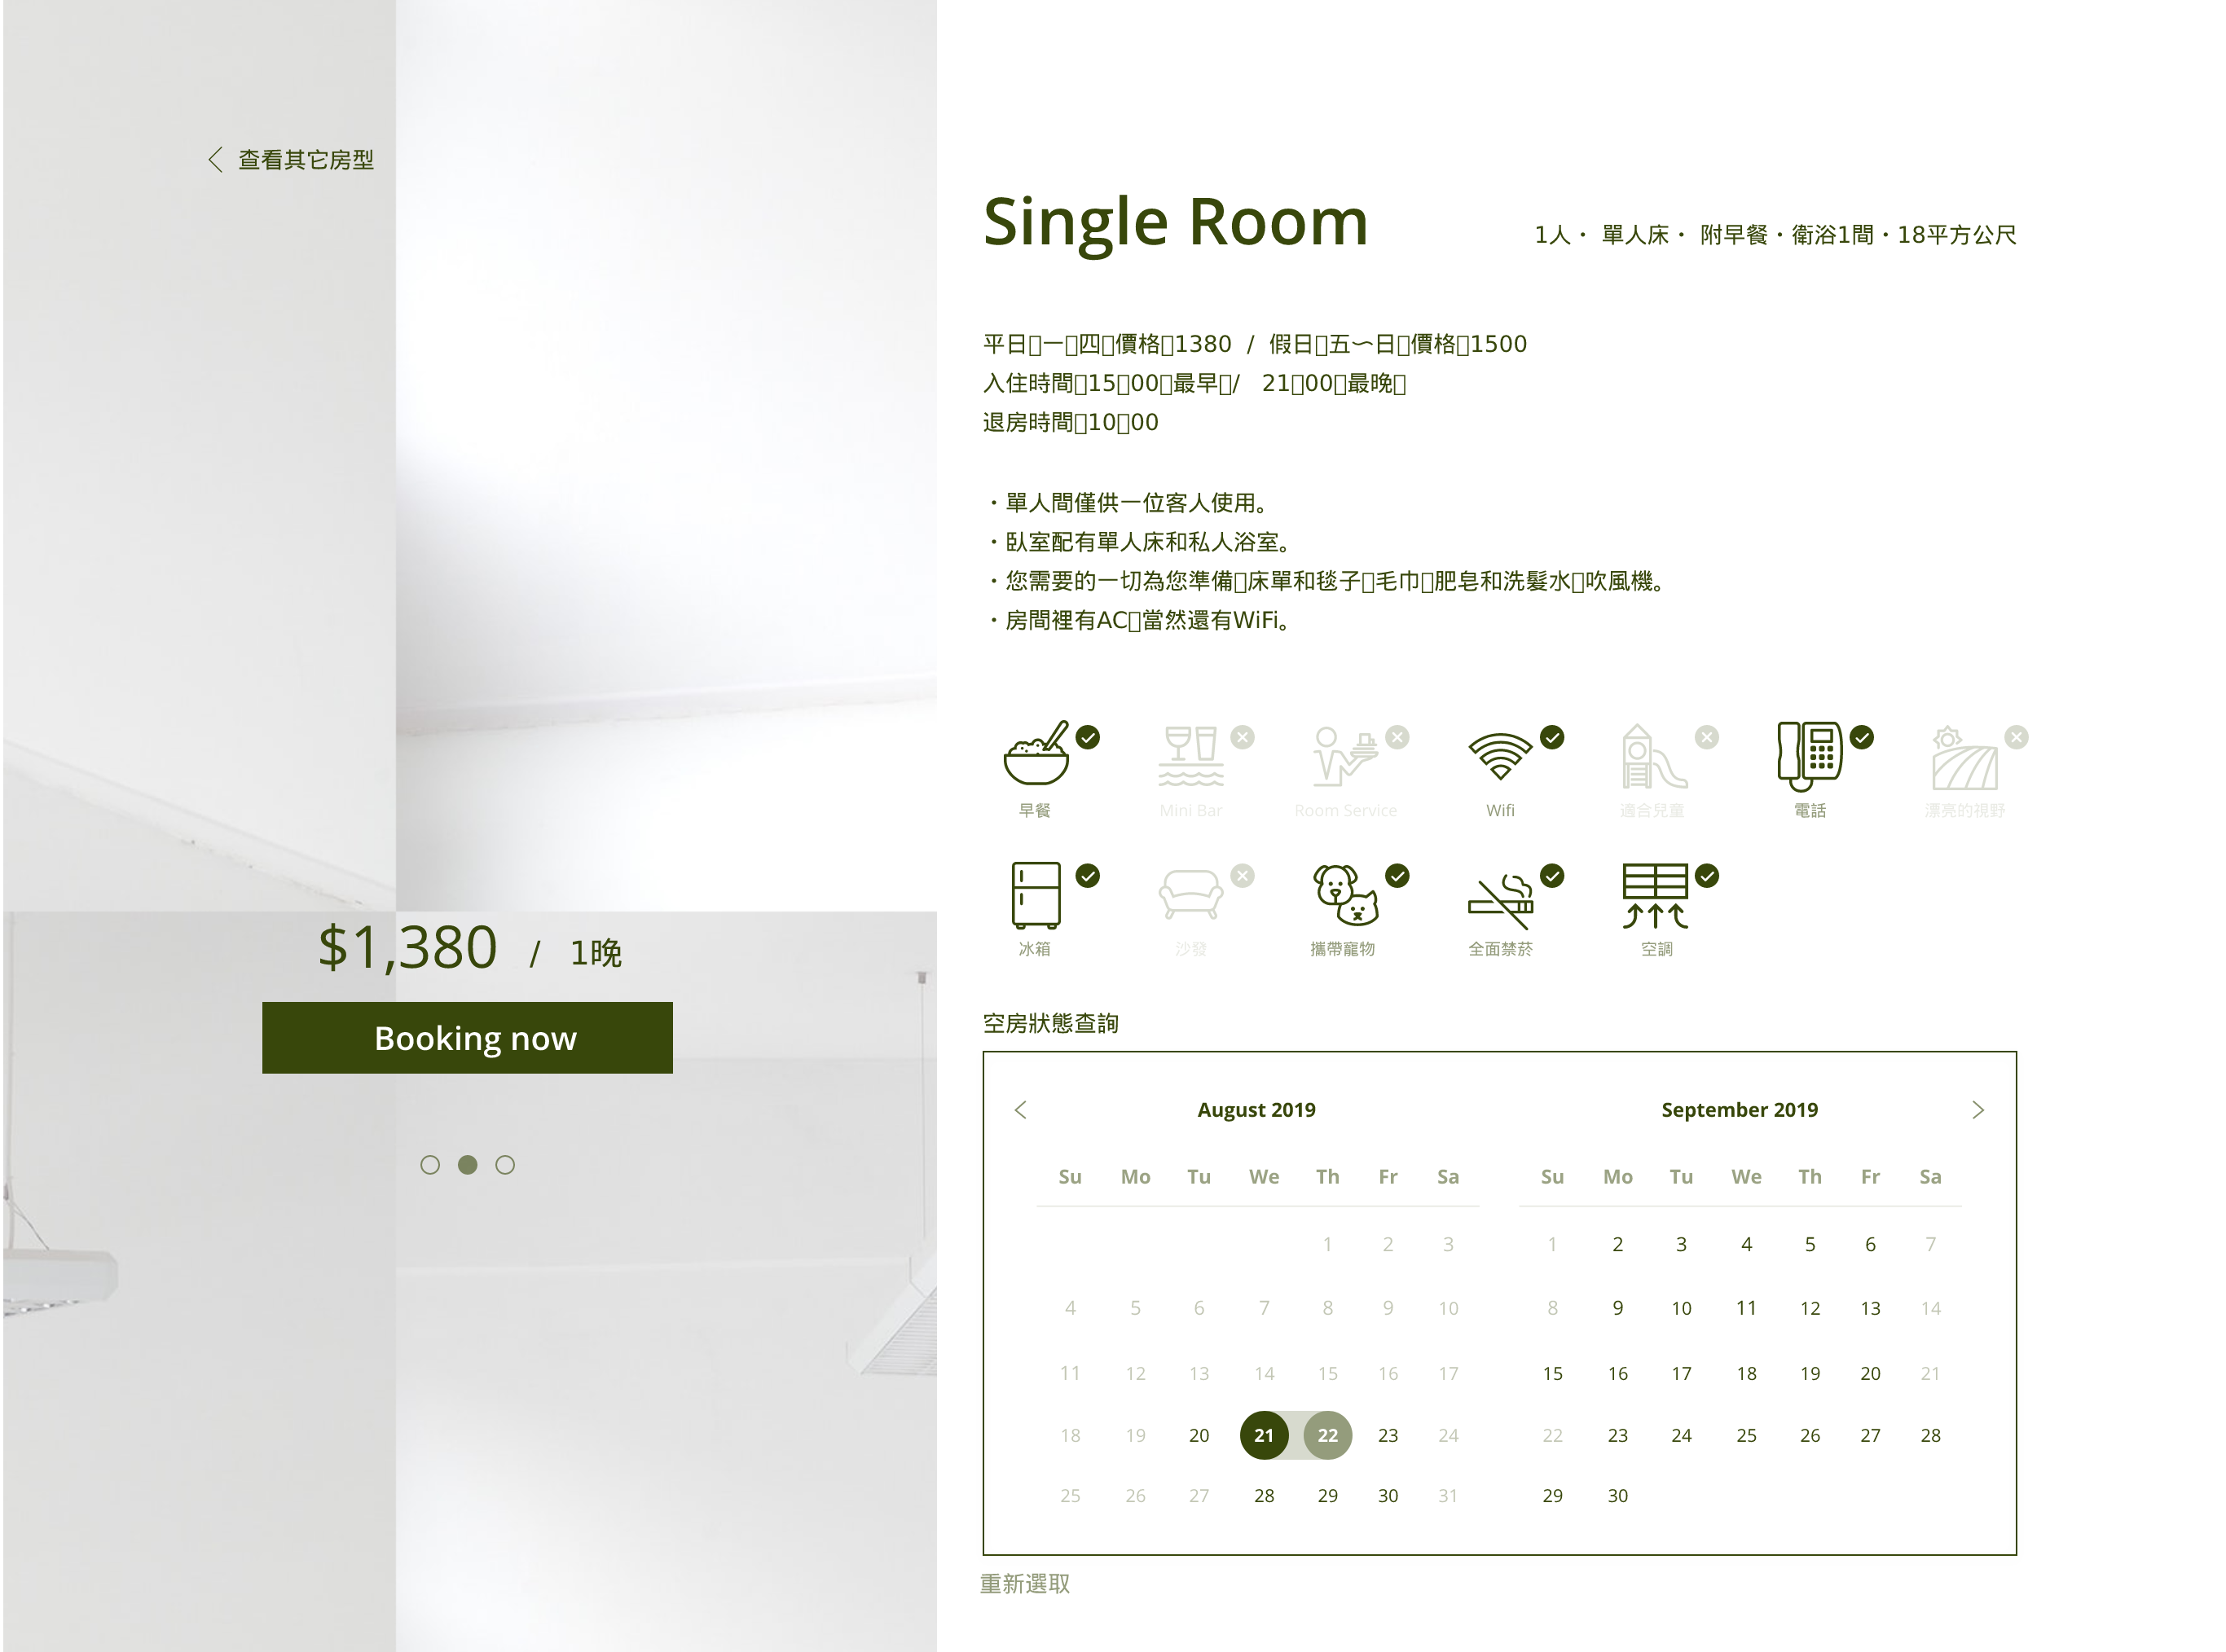 查看其它房型
$1,380 / 1晚
Booking now
Single Room
1人・ 單人床・ 附早餐・衛浴1間・18平方公尺
平日▯一▯四▯價格▯1380 / 假日▯五～日▯價格▯1500
入住時間▯15▯00▯最早▯/ 21▯00▯最晚▯
退房時間▯10▯00
・單人間僅供一位客人使用。
・臥室配有單人床和私人浴室。
・您需要的一切為您準備▯床單和毯子▯毛巾▯肥皂和洗髮水▯吹風機。
・房間裡有AC▯當然還有WiFi。
早餐 Mini Bar Room Service Wifi 適合兒童 電話 漂亮的視野
冰箱 沙發 攜帶寵物 全面禁菸 空調
空房狀態查詢
August 2019 September 2019
Su Mo Tu We Th Fr Sa Su Mo Tu We Th Fr Sa
1 2 3 1 2 3 4 5 6 7
4 5 6 7 8 9 10 8 9 10 11 12 13 14
11 12 13 14 15 16 17 15 16 17 18 19 20 21
18 19 20 21 22 23 24 22 23 24 25 26 27 28
25 26 27 28 29 30 31 29 30
重新選取